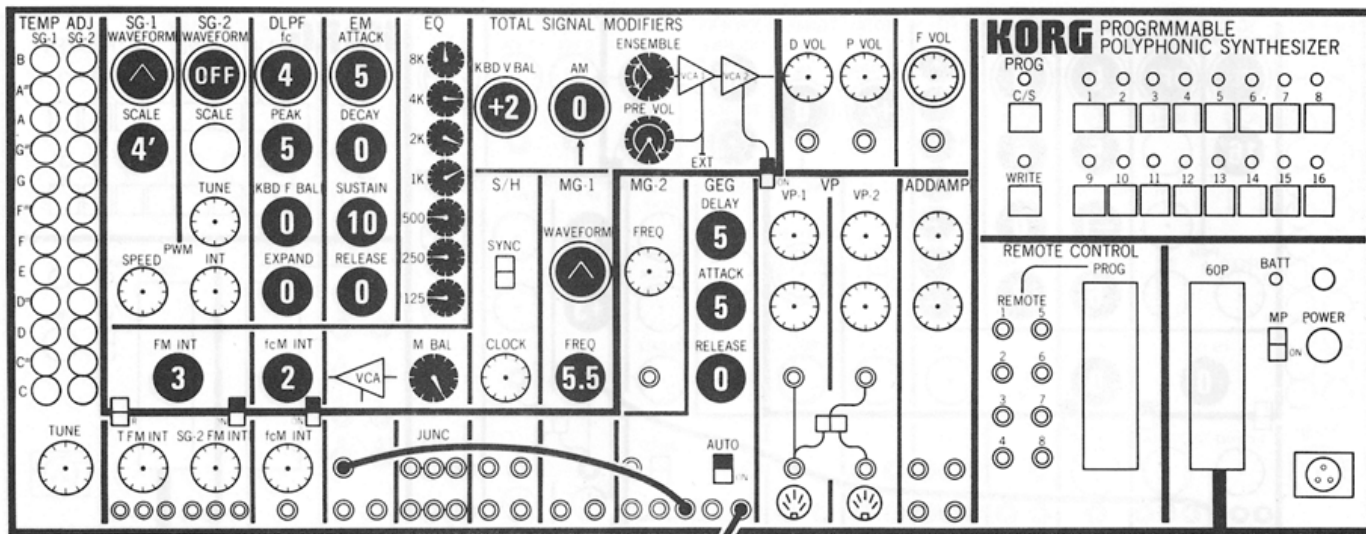 TEMP ADJ
SG-1 SG-2
B
A#
A
G#
G
F#
F
E
D#
D
C#
C
TUNE
SG-1
WAVEFORM
SCALE
4'
SG-2
WAVEFORM
OFF
SCALE
TUNE
PWM
SPEED
INT
FM INT
3
T FM INT
SG-2 FM INT
DLPF
fc
4
PEAK
5
KBD F BAL
0
EXPAND
0
fcM INT
2
ON
ON
fcM INT
EM
ATTACK
5
DECAY
0
SUSTAIN
10
RELEASE
0
VCA
EQ
8K
4K
2K
1K
500
250
125
M BAL
JUNC
TOTAL SIGNAL MODIFIERS
KBD V BAL
+2
AM
0
ENSEMBLE
PRE VOL
VCA 1
VCA 2
EXT
ON
S/H
SYNC
CLOCK
MG-1
WAVEFORM
FREQ
5.5
MG-2
FREQ
GEG
DELAY
5
ATTACK
5
RELEASE
0
AUTO
ON
D VOL
P VOL
F VOL
VP
VP-1
VP-2
ADD/AMP
KORG PROGRMMABLE
POLYPHONIC SYNTHESIZER
PROG
C/S
1 2 3 4 5 6 7 8
WRITE
9 10 11 12 13 14 15 16
REMOTE CONTROL
PROG
REMOTE
1 5
2 6
3 7
4 8
60P
BATT
MP
ON
POWER